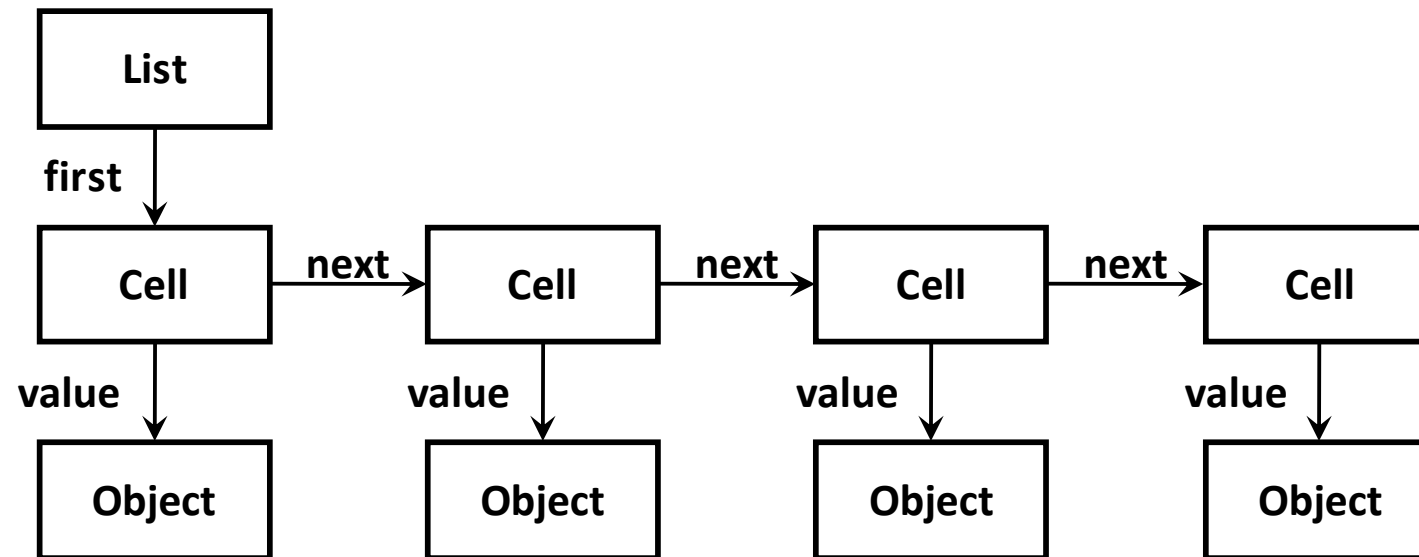 List
first
Cell next Cell next Cell next Cell
value value value value
Object Object Object Object